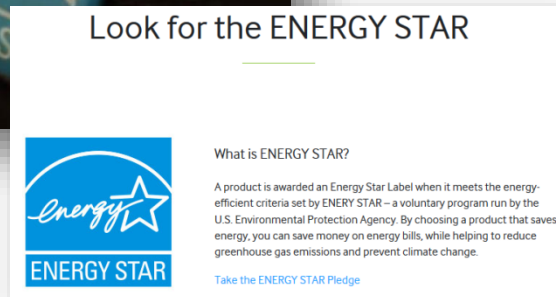 Look for the ENERGY STAR
What is ENERGY STAR?
A product is awarded an Energy Star Label when it meets the energy-
efficient criteria set by ENERY STAR – a voluntary program run by the
U.S. Environmental Protection Agency. By choosing a product that saves
energy, you can save money on energy bills, while helping to reduce
greenhouse gas emissions and prevent climate change.
energy
ENERGY STAR
Take the ENERGY STAR Pledge